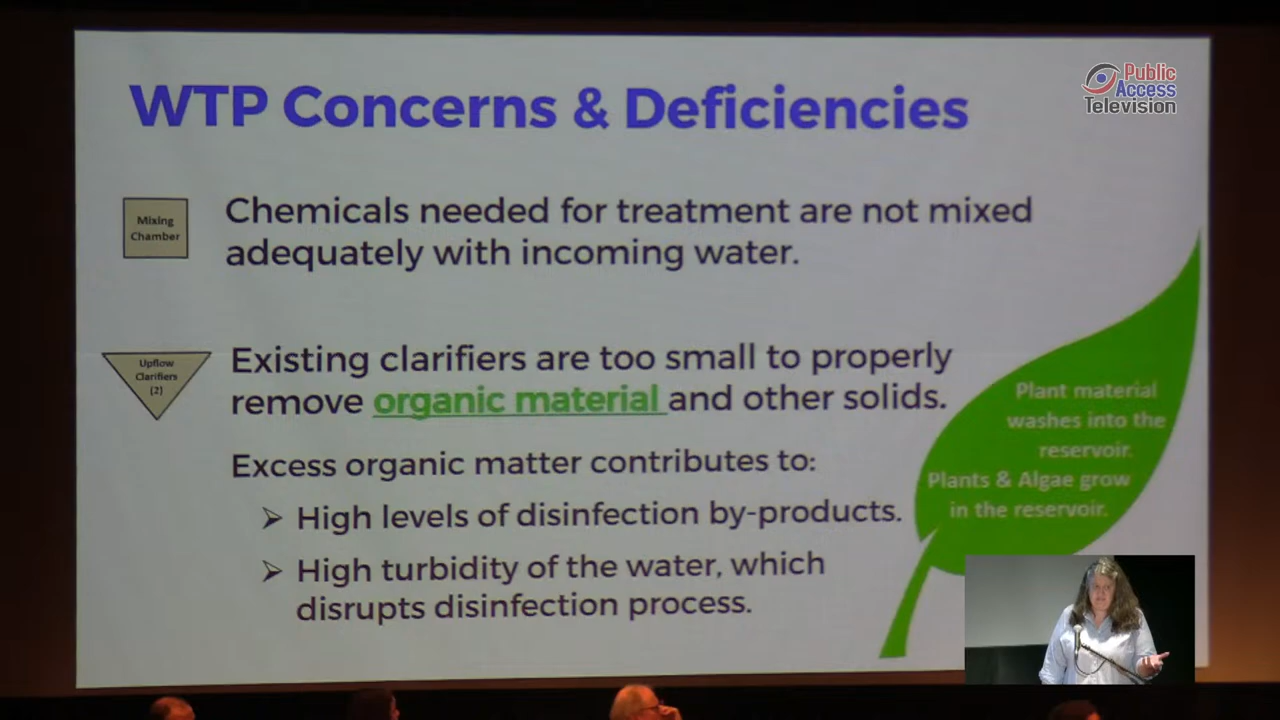 WTP Concerns & Deficiencies
Public
Access
Television
Mixing
Chamber
Chemicals needed for treatment are not mixed
adequately with incoming water.
Upflow
Clarifiers
(2)
Existing clarifiers are too small to properly
remove organic material and other solids.
Excess organic matter contributes to:
➢ High levels of disinfection by-products.
➢ High turbidity of the water, which
disrupts disinfection process.
Plant material
washes into the
reservoir.
Plants & Algae grow
in the reservoir.